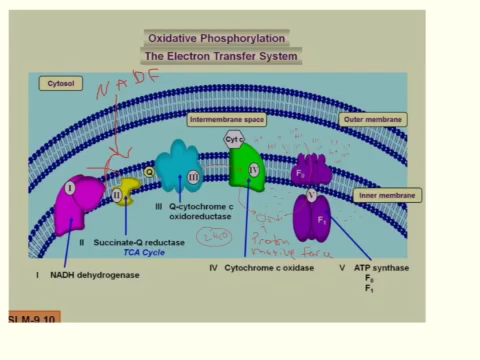 Oxidative Phosphorylation
The Electron Transfer System
Cytosol
NADE
Intermembrane space
Outer membrane
Cyt c
Q
I
II
III
IV
F₀
V
F₁
Inner membrane
III Q-cytochrome c
oxidoreductase
II Succinate-Q reductase
TCA Cycle
Proton
motive force
I NADH dehydrogenase
IV Cytochrome c oxidase
V ATP synthase
F₀
F₁
SLM-9.10